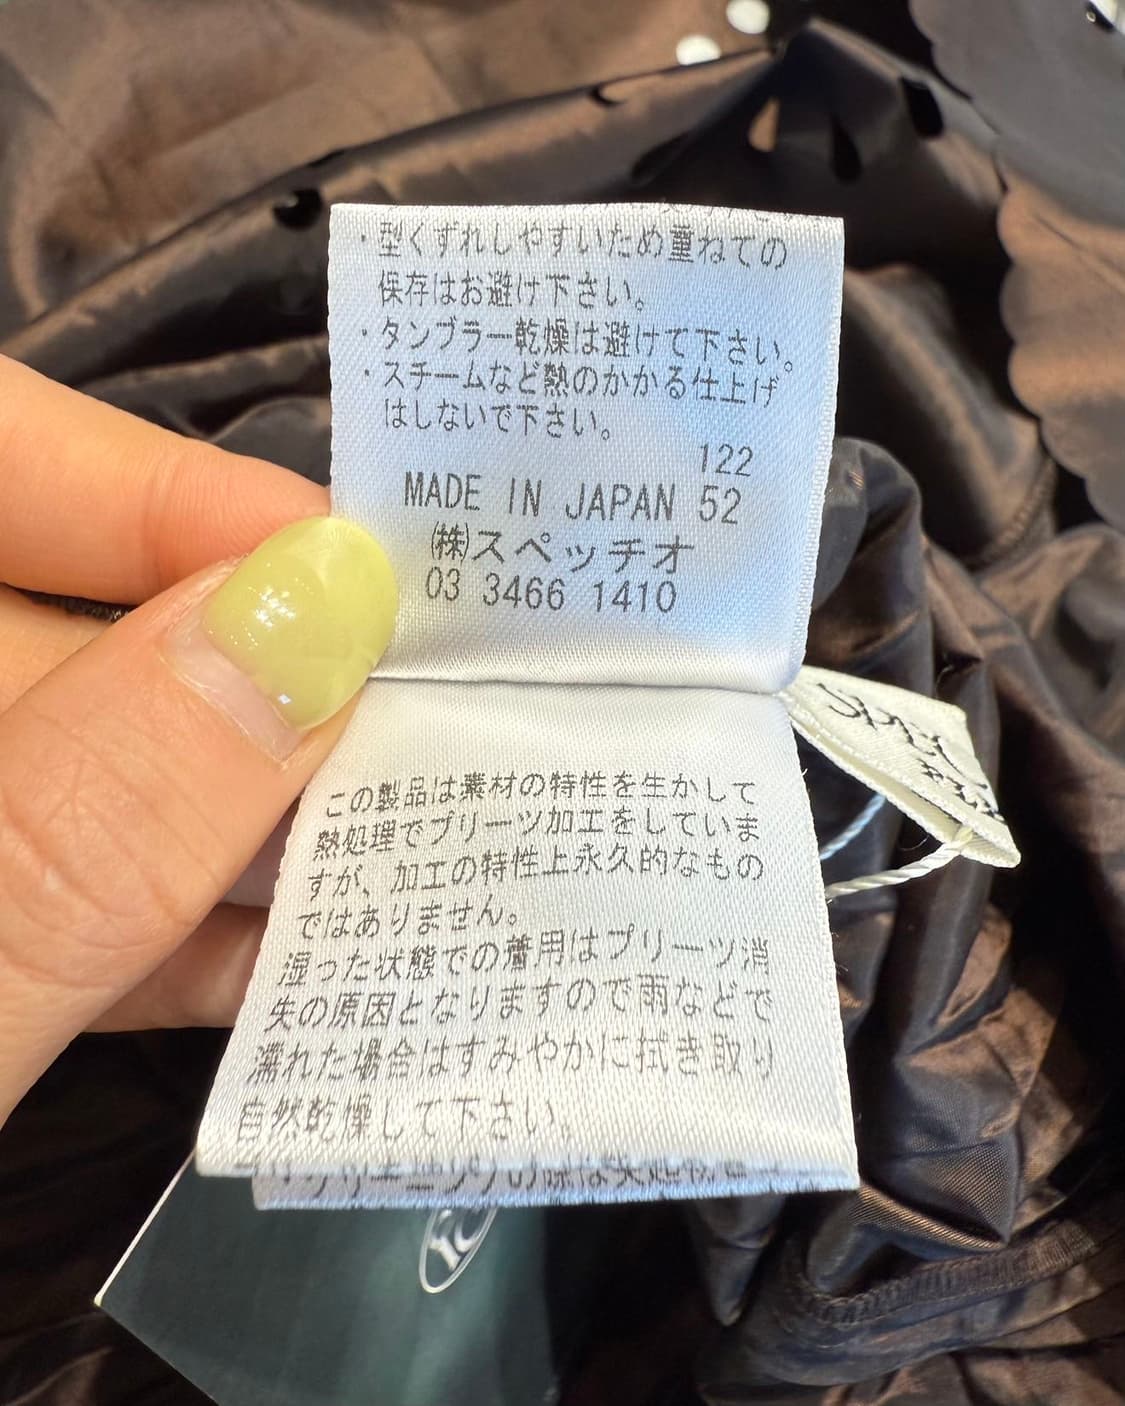 ・型くずれしやすいため重ねての
保存はお避け下さい。
・タンブラー乾燥は避けて下さい。
・スチームなど熱のかかる仕上げ
はしないで下さい。
122
MADE IN JAPAN 52
㈱スペッチオ
03 3466 1410
この製品は素材の特性を生かして
熱処理でプリーツ加工をしていま
すが、加工の特性上永久的なもの
ではありません。
湿った状態での着用はプリーツ消
失の原因となりますので雨などで
濡れた場合はすみやかに拭き取り
自然乾燥して下さい。